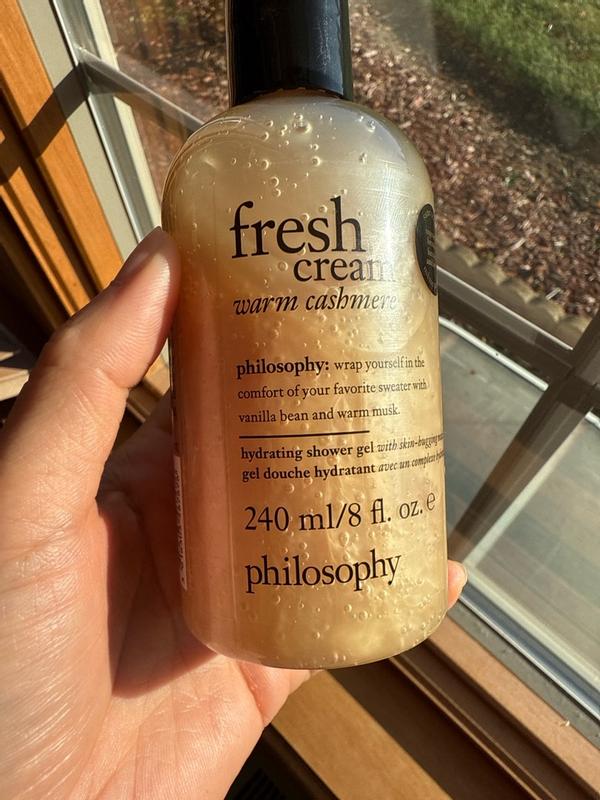 fresh
cream
warm cashmere
philosophy: wrap yourself in the
comfort of your favorite sweater with
vanilla bean and warm musk.
hydrating shower gel with skin-hugging
gel douche hydratant avec un complexe
240 ml/8 fl. oz. e
philosophy